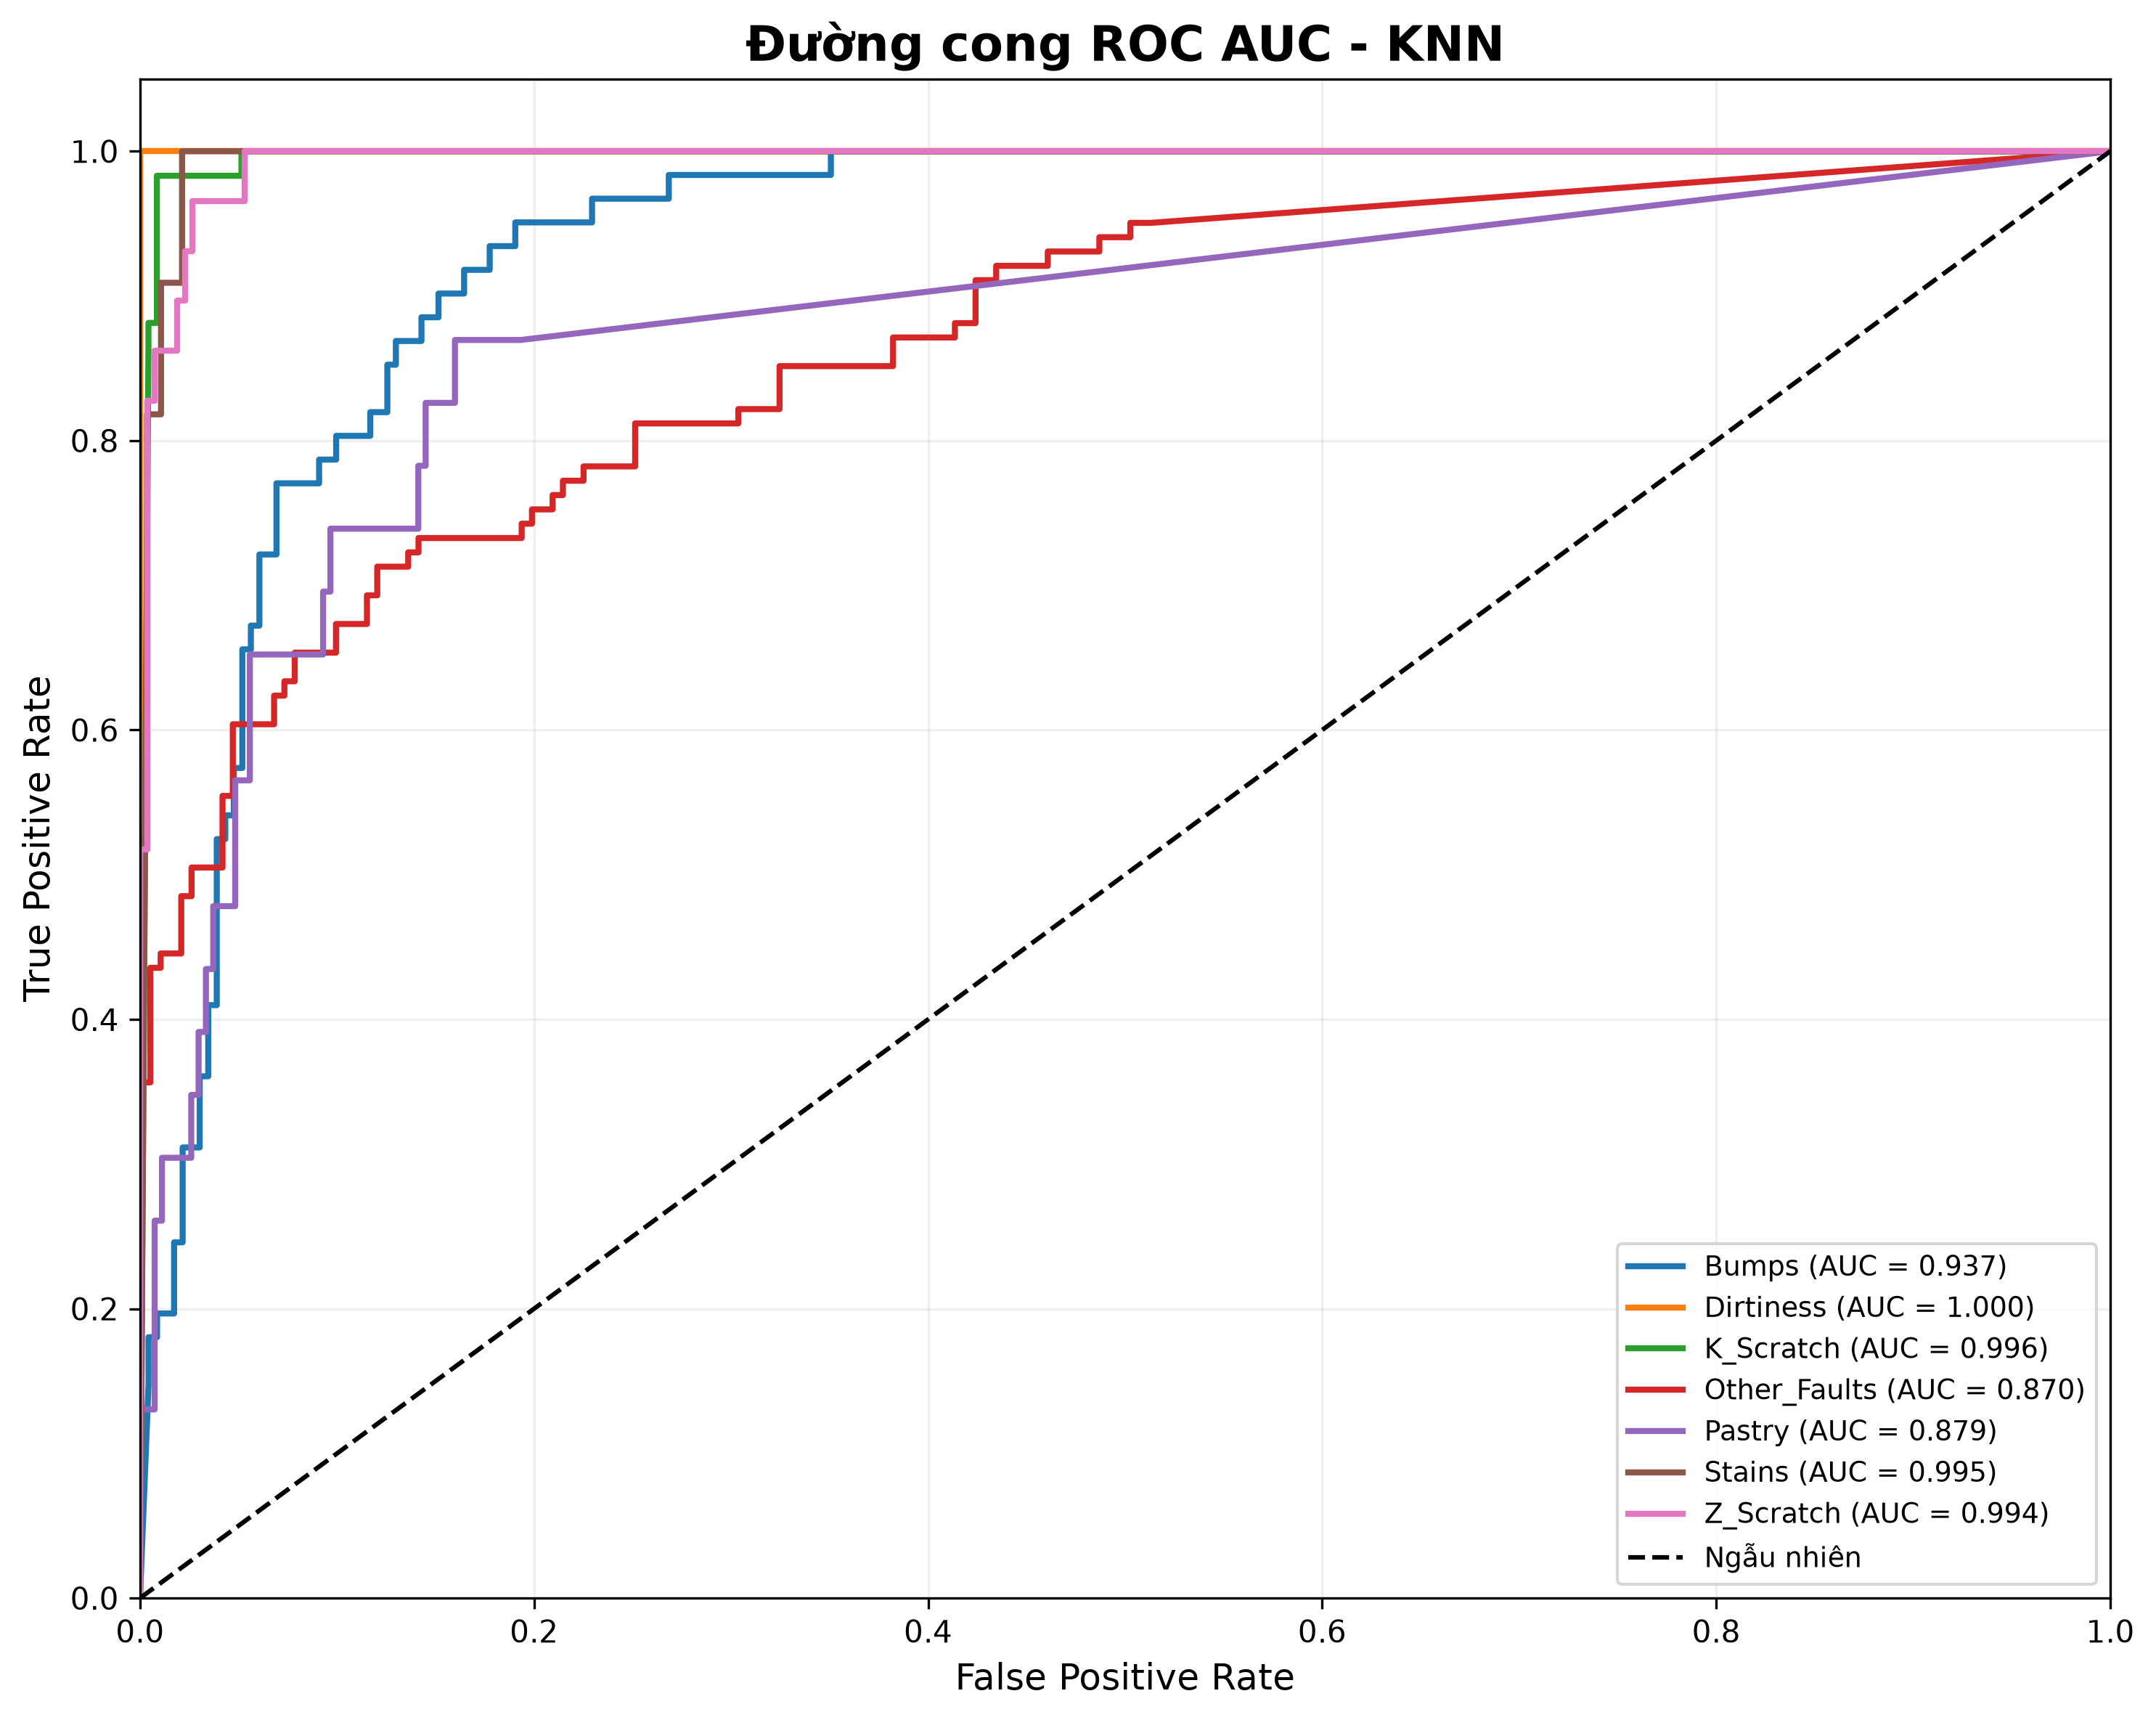 Đường cong ROC AUC - KNN
True Positive Rate
1.0
0.8
0.6
0.4
0.2
0.0
0.0 0.2 0.4 0.6 0.8 1.0
False Positive Rate
Bumps (AUC = 0.937)
Dirtiness (AUC = 1.000)
K_Scratch (AUC = 0.996)
Other_Faults (AUC = 0.870)
Pastry (AUC = 0.879)
Stains (AUC = 0.995)
Z_Scratch (AUC = 0.994)
Ngẫu nhiên